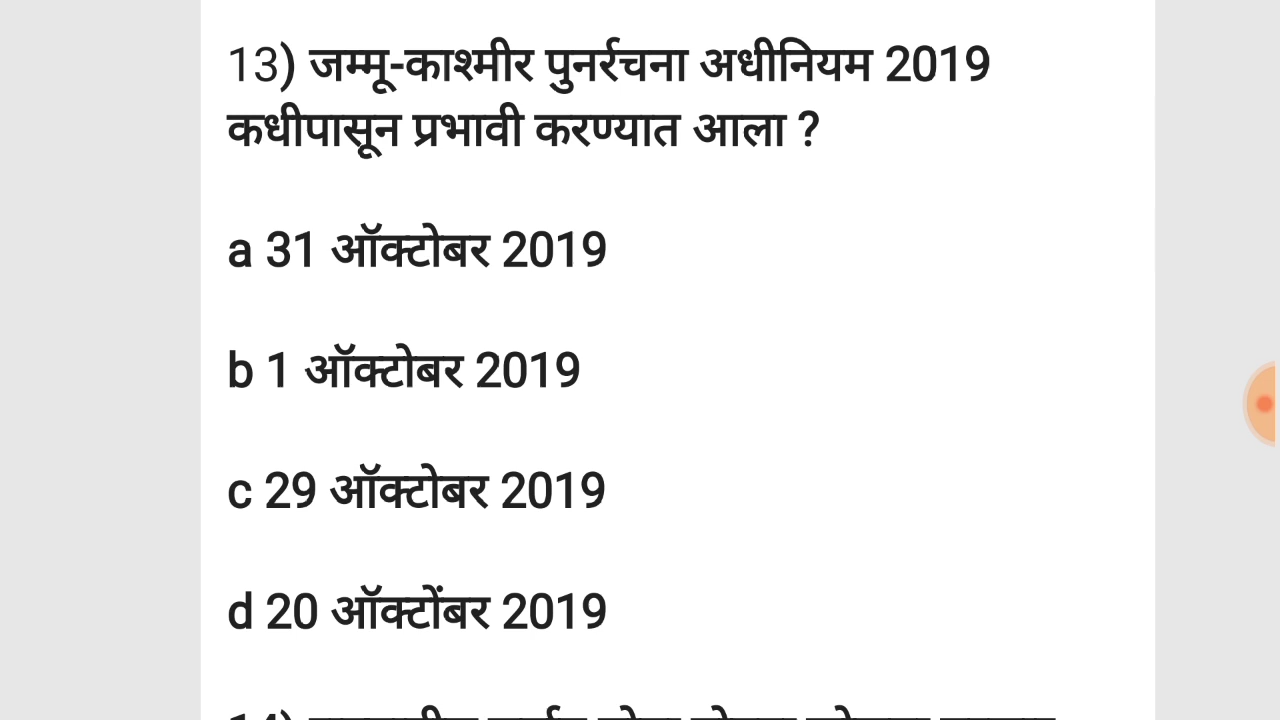 13) जम्मू-काश्मीर पुनर्रचना अधीनियम 2019
कधीपासून प्रभावी करण्यात आला ?
a 31 ऑक्टोबर 2019
b 1 ऑक्टोबर 2019
c 29 ऑक्टोबर 2019
d 20 ऑक्टोंबर 2019